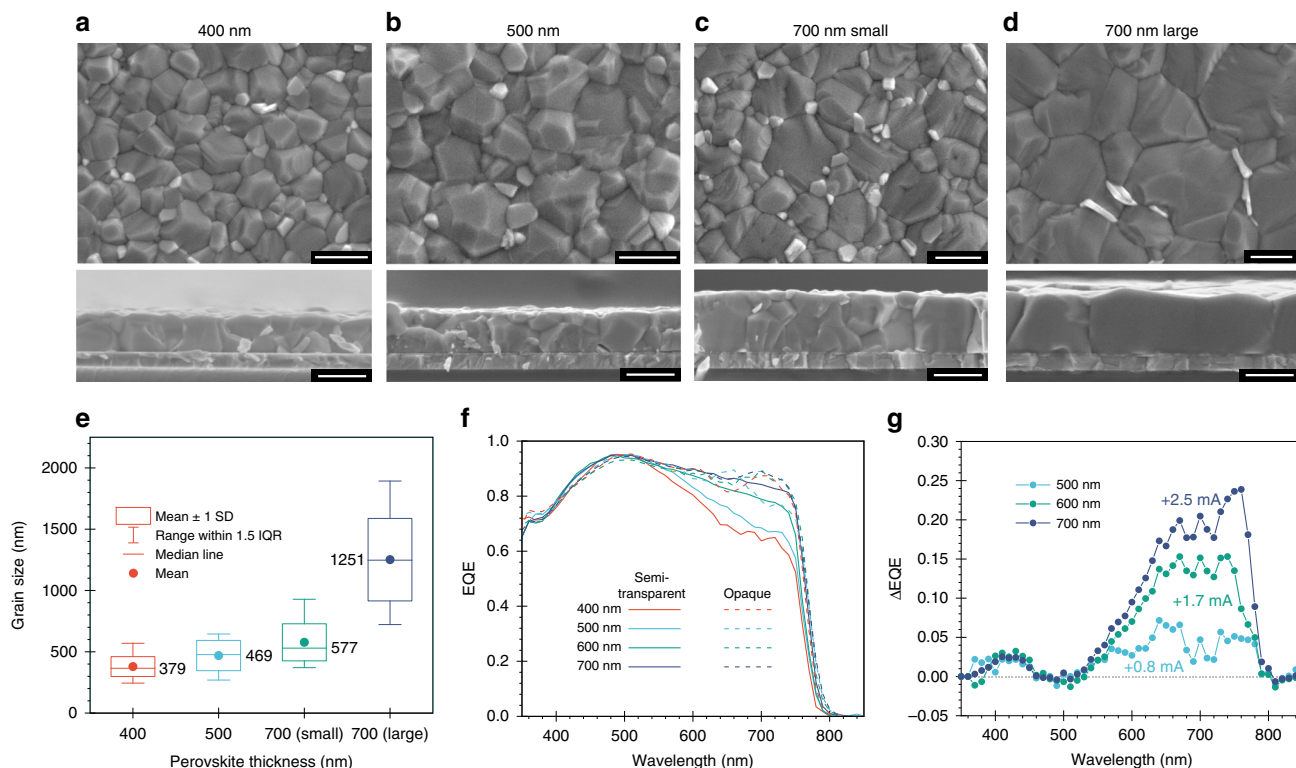 a
400 nm
b
500 nm
c
700 nm small
d
700 nm large
e
Grain size (nm)
2000
1500
1000
500
0
Mean ± 1 SD
Range within 1.5 IQR
Median line
Mean
379
469
577
1251
400
500
700 (small)
700 (large)
Perovskite thickness (nm)
f
EQE
1.0
0.8
0.6
0.4
0.2
0.0
Semi-
transparent
Opaque
400 nm
500 nm
600 nm
700 nm
400
500
600
700
800
Wavelength (nm)
g
ΔEQE
0.30
0.25
0.20
0.15
0.10
0.05
0.00
–0.05
500 nm
600 nm
700 nm
+2.5 mA
+1.7 mA
+0.8 mA
400
500
600
700
800
Wavelength (nm)